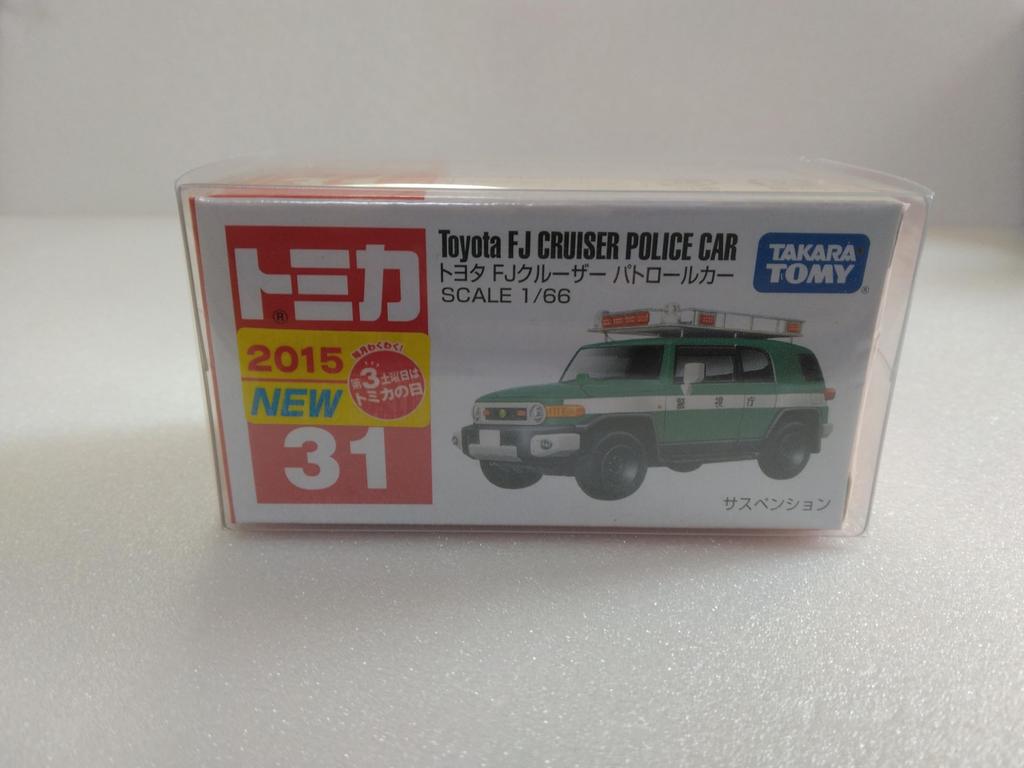 トミカ
®
2015
NEW
毎月わくわく!
第3土曜日は
トミカの日
31
Toyota FJ CRUISER POLICE CAR
トヨタ FJクルーザー パトロールカー
SCALE 1/66
TAKARA
TOMY
®
警視庁
サスペンション